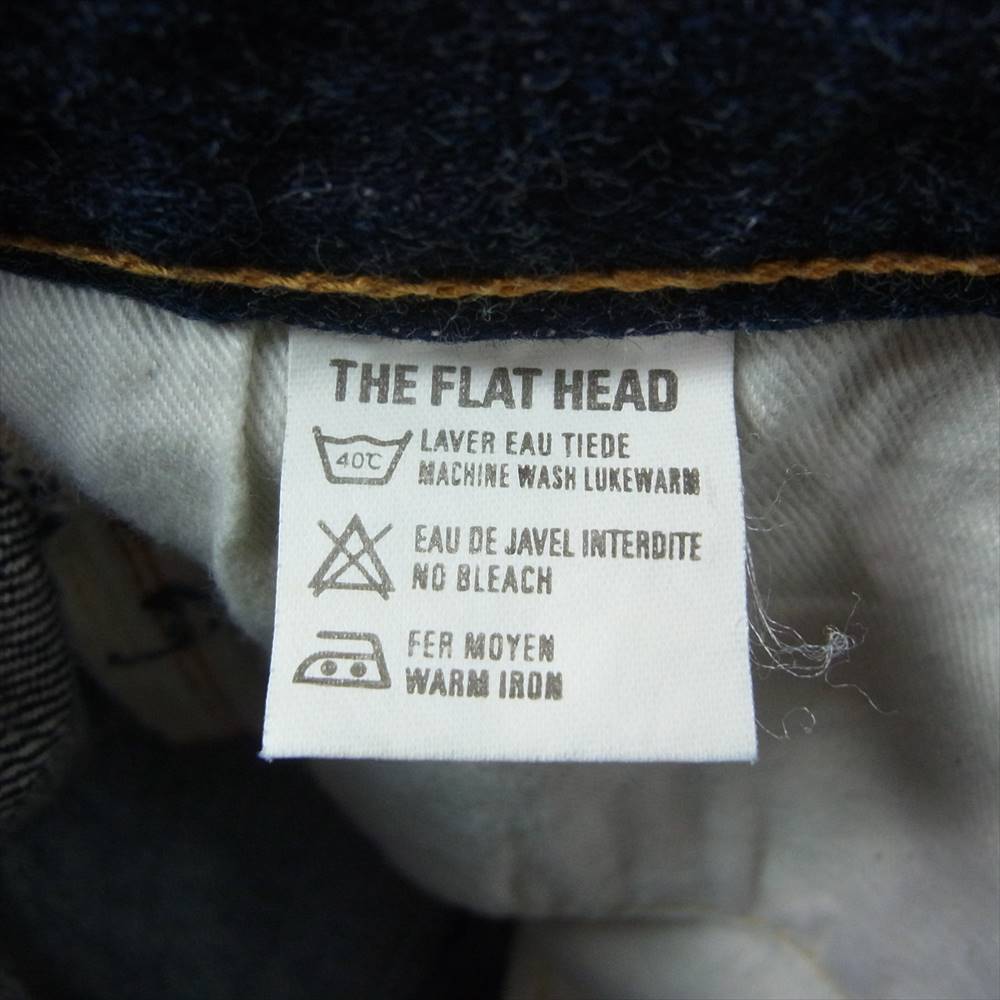 THE FLAT HEAD
40℃
LAVER EAU TIEDE
MACHINE WASH LUKEWARM
EAU DE JAVEL INTERDITE
NO BLEACH
FER MOYEN
WARM IRON